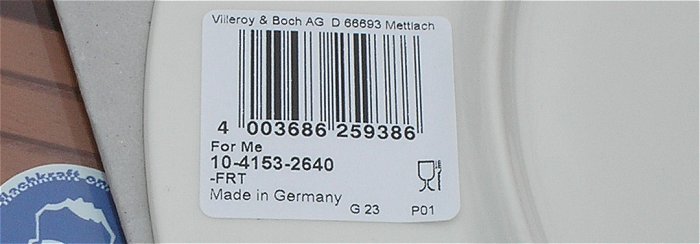 Villeroy & Boch AG D 66693 Mettlach
4 003686 259386
For Me
10-4153-2640
-FRT
Made in Germany
G 23 P01